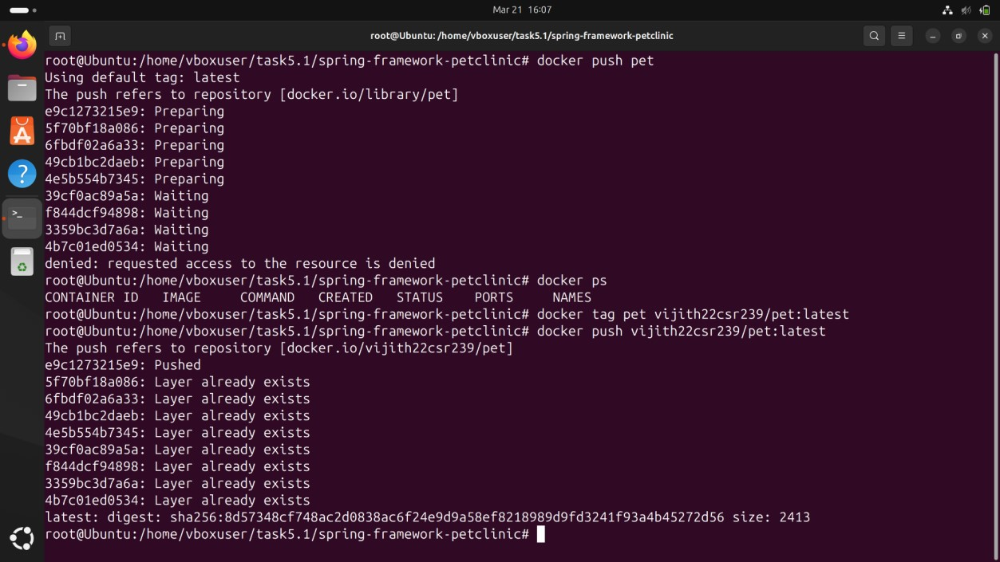 Mar 21 16:07
root@Ubuntu: /home/vboxuser/task5.1/spring-framework-petclinic
root@Ubuntu:/home/vboxuser/task5.1/spring-framework-petclinic# docker push pet
Using default tag: latest
The push refers to repository [docker.io/library/pet]
e9c1273215e9: Preparing
5f70bf18a086: Preparing
6fbdf02a6a33: Preparing
49cb1bc2daeb: Preparing
4e5b554b7345: Preparing
39cf0ac89a5a: Waiting
f844dcf94898: Waiting
3359bc3d7a6a: Waiting
4b7c01ed0534: Waiting
denied: requested access to the resource is denied
root@Ubuntu:/home/vboxuser/task5.1/spring-framework-petclinic# docker ps
CONTAINER ID   IMAGE     COMMAND   CREATED   STATUS    PORTS     NAMES
root@Ubuntu:/home/vboxuser/task5.1/spring-framework-petclinic# docker tag pet vijith22csr239/pet:latest
root@Ubuntu:/home/vboxuser/task5.1/spring-framework-petclinic# docker push vijith22csr239/pet:latest
The push refers to repository [docker.io/vijith22csr239/pet]
e9c1273215e9: Pushed
5f70bf18a086: Layer already exists
6fbdf02a6a33: Layer already exists
49cb1bc2daeb: Layer already exists
4e5b554b7345: Layer already exists
39cf0ac89a5a: Layer already exists
f844dcf94898: Layer already exists
3359bc3d7a6a: Layer already exists
4b7c01ed0534: Layer already exists
latest: digest: sha256:8d57348cf748ac2d0838ac6f24e9d9a58ef8218989d9fd3241f93a4b45272d56 size: 2413
root@Ubuntu:/home/vboxuser/task5.1/spring-framework-petclinic#